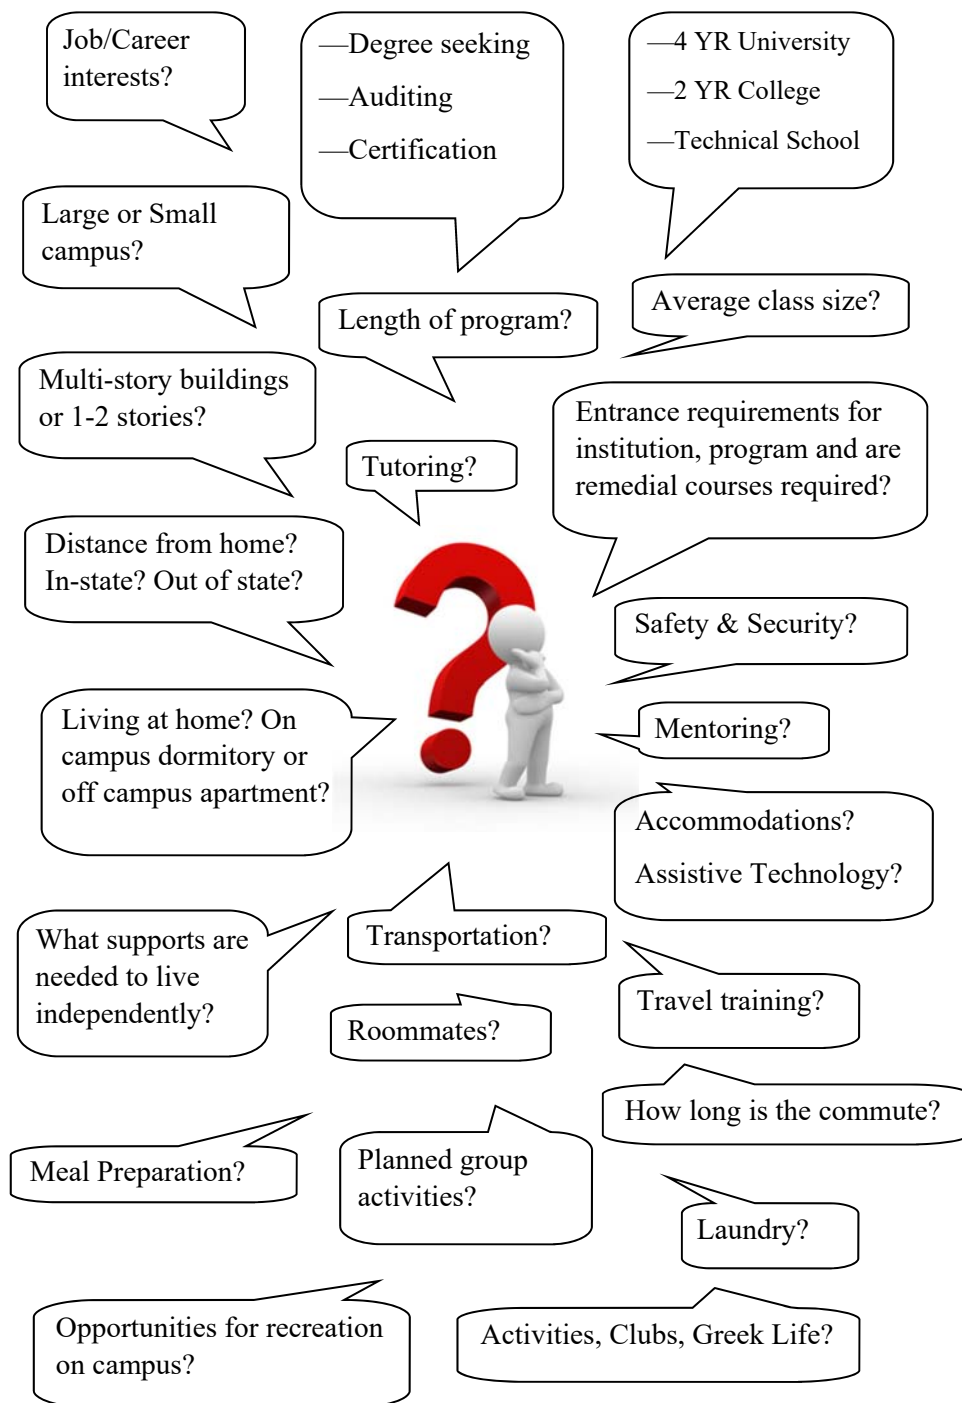 Job/Career
interests?
—Degree seeking
—Auditing
—Certification
—4 YR University
—2 YR College
—Technical School
Large or Small
campus?
Length of program?
Average class size?
Multi-story buildings
or 1-2 stories?
Tutoring?
Entrance requirements for
institution, program and are
remedial courses required?
Distance from home?
In-state? Out of state?
Safety & Security?
Living at home? On
campus dormitory or
off campus apartment?
Mentoring?
Accommodations?
Assistive Technology?
What supports are
needed to live
independently?
Transportation?
Travel training?
Roommates?
How long is the commute?
Meal Preparation?
Planned group
activities?
Laundry?
Opportunities for recreation
on campus?
Activities, Clubs, Greek Life?